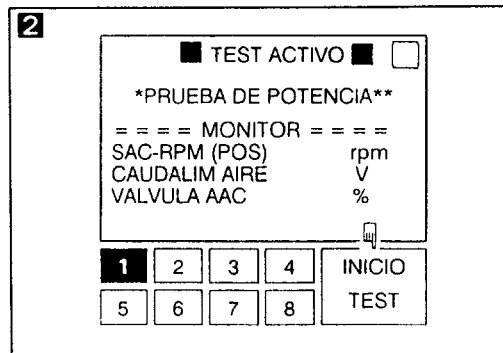 2
■ TEST ACTIVO ■ □
*PRUEBA DE POTENCIA**
= = = = MONITOR = = = =
SAC-RPM (POS) rpm
CAUDALIM AIRE V
VALVULA AAC %
1 2 3 4 INICIO
5 6 7 8 TEST